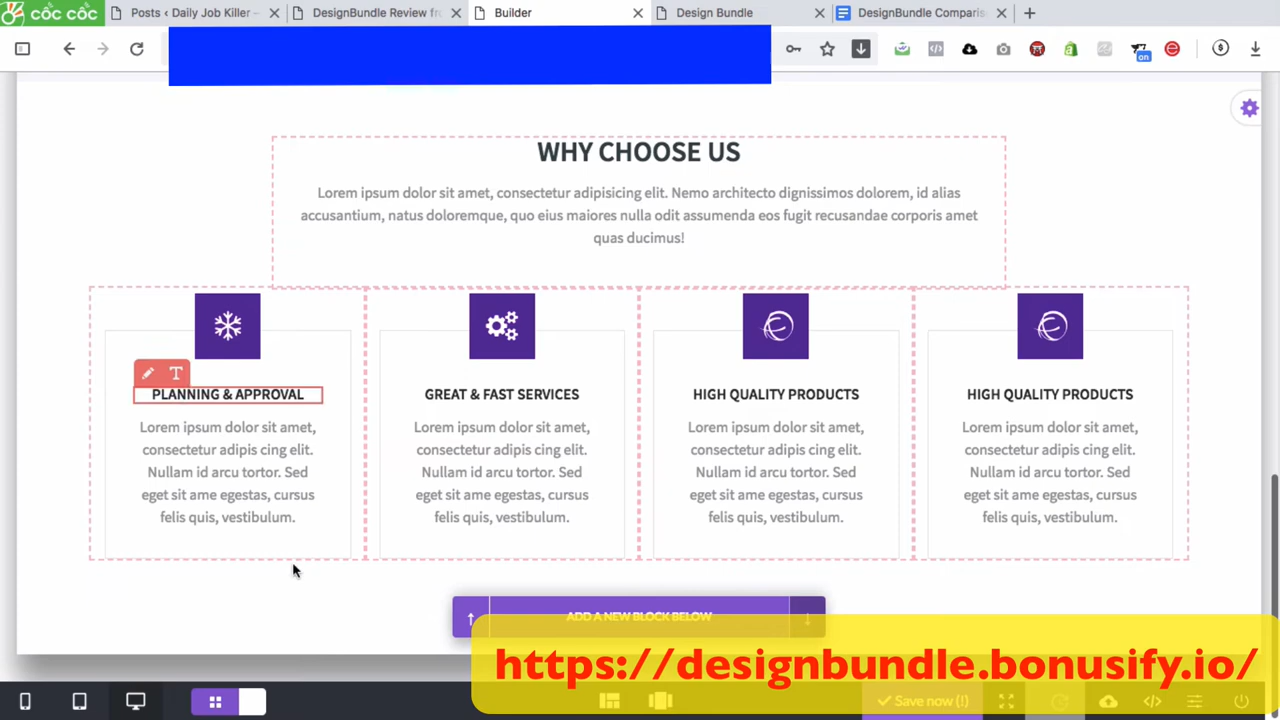 cốc cốc
Posts ‹ Daily Job Killer –
DesignBundle Review fr
Builder
Design Bundle
DesignBundle Comparis
on
WHY CHOOSE US
Lorem ipsum dolor sit amet, consectetur adipisicing elit. Nemo architecto dignissimos dolorem, id alias
accusantium, natus doloremque, quo eius maiores nulla odit assumenda eos fugit recusandae corporis amet
quas ducimus!
PLANNING & APPROVAL
Lorem ipsum dolor sit amet,
consectetur adipis cing elit.
Nullam id arcu tortor. Sed
eget sit ame egestas, cursus
felis quis, vestibulum.
GREAT & FAST SERVICES
Lorem ipsum dolor sit amet,
consectetur adipis cing elit.
Nullam id arcu tortor. Sed
eget sit ame egestas, cursus
felis quis, vestibulum.
HIGH QUALITY PRODUCTS
Lorem ipsum dolor sit amet,
consectetur adipis cing elit.
Nullam id arcu tortor. Sed
eget sit ame egestas, cursus
felis quis, vestibulum.
HIGH QUALITY PRODUCTS
Lorem ipsum dolor sit amet,
consectetur adipis cing elit.
Nullam id arcu tortor. Sed
eget sit ame egestas, cursus
felis quis, vestibulum.
ADD A NEW BLOCK BELOW
https://designbundle.bonusify.io/
Save now (!)